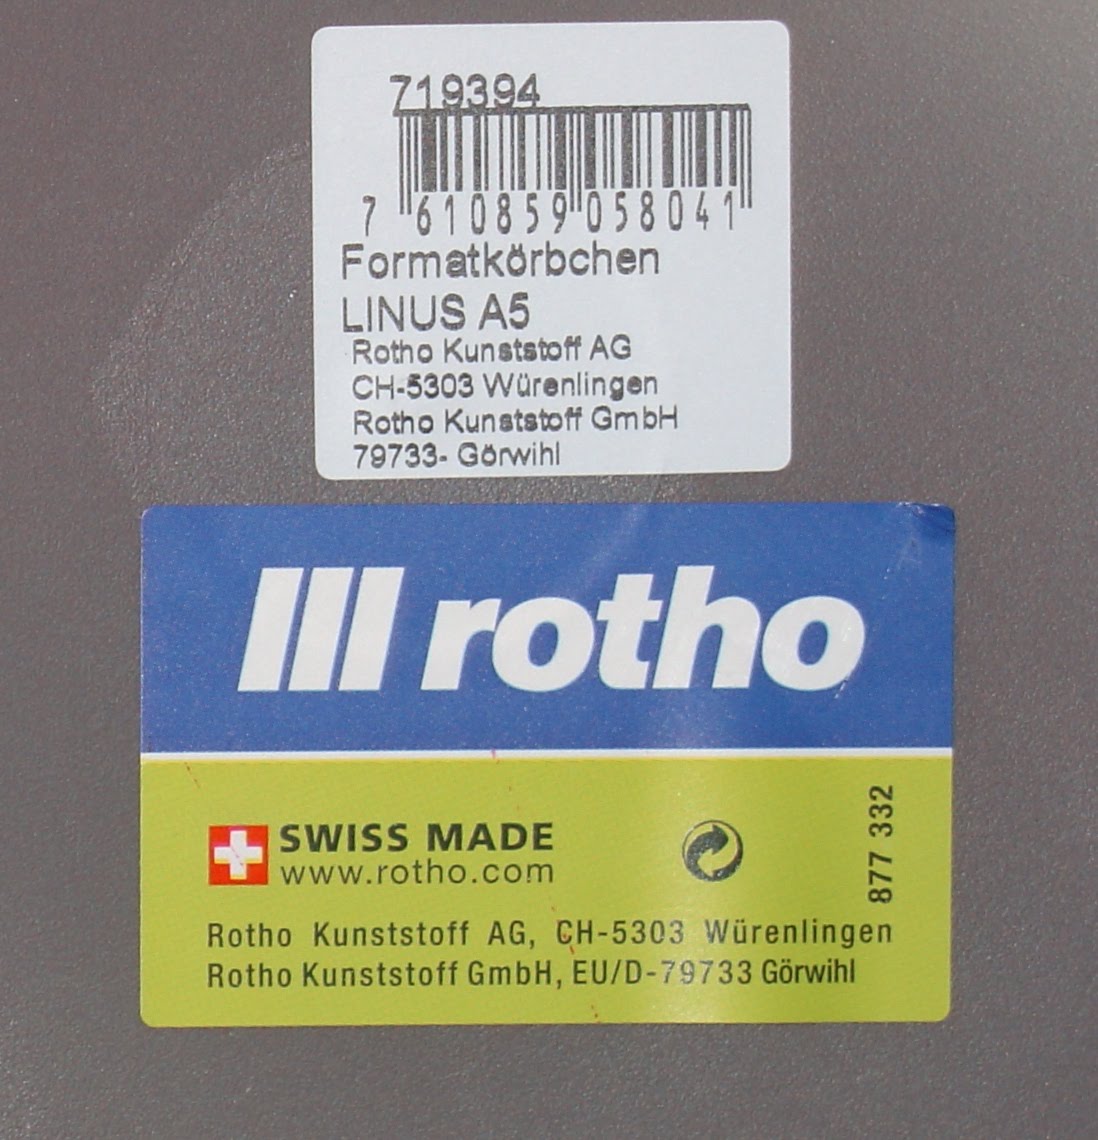 719394
7 610859 058041
Formatkörbchen
LINUS A5
Rotho Kunststoff AG
CH-5303 Würenlingen
Rotho Kunststoff GmbH
79733- Görwihl
rotho
SWISS MADE
www.rotho.com
877 332
Rotho Kunststoff AG, CH-5303 Würenlingen
Rotho Kunststoff GmbH, EU/D-79733 Görwihl